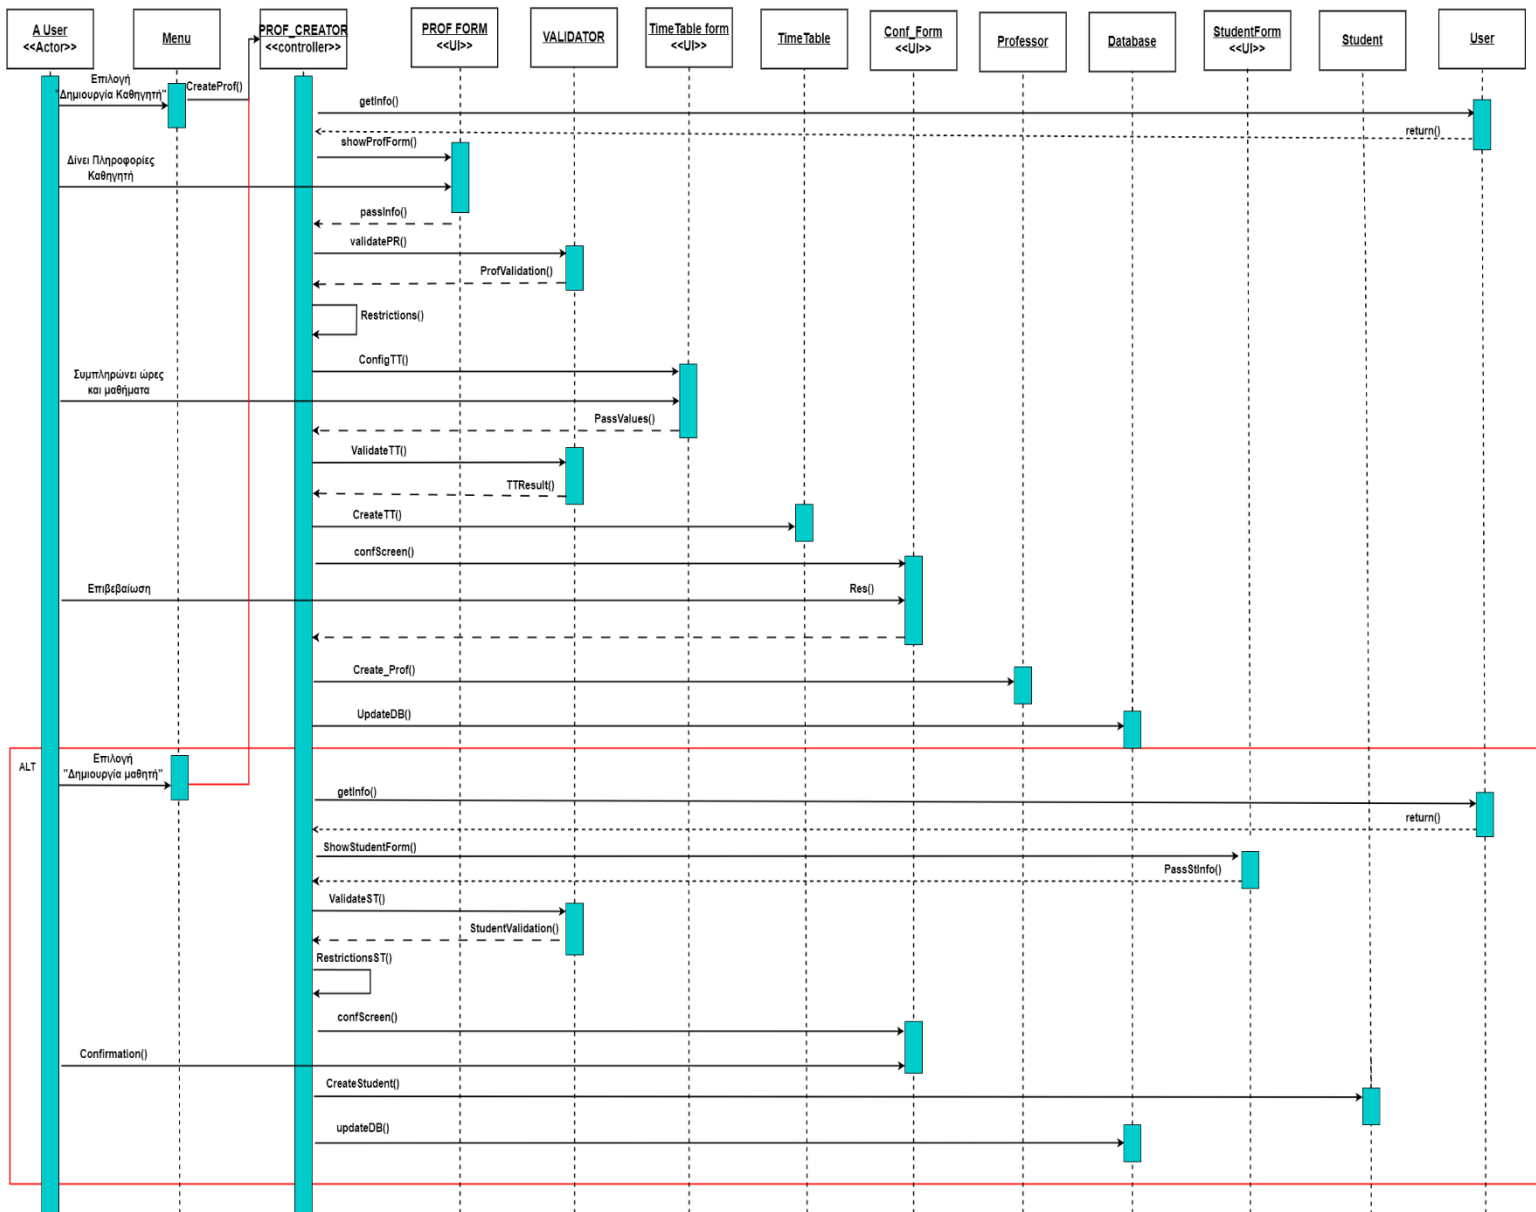 A User
<<Actor>>
Menu
PROF_CREATOR
<<controller>>
PROF FORM
<<UI>>
VALIDATOR
TimeTable form
<<UI>>
TimeTable
Conf_Form
<<UI>>
Professor
Database
StudentForm
<<UI>>
Student
User
Επιλογή
"Δημιουργία Καθηγητή"
CreateProf()
getInfo()
return()
showProfForm()
Δίνει Πληροφορίες
Καθηγητή
passInfo()
validatePR()
ProfValidation()
Restrictions()
ConfigTT()
Συμπληρώνει ώρες
και μαθήματα
PassValues()
ValidateTT()
TTResult()
CreateTT()
confScreen()
Επιβεβαίωση
Res()
Create_Prof()
UpdateDB()
ALT
Επιλογή
"Δημιουργία μαθητή"
getInfo()
return()
ShowStudentForm()
PassStInfo()
ValidateST()
StudentValidation()
RestrictionsST()
confScreen()
Confirmation()
CreateStudent()
updateDB()